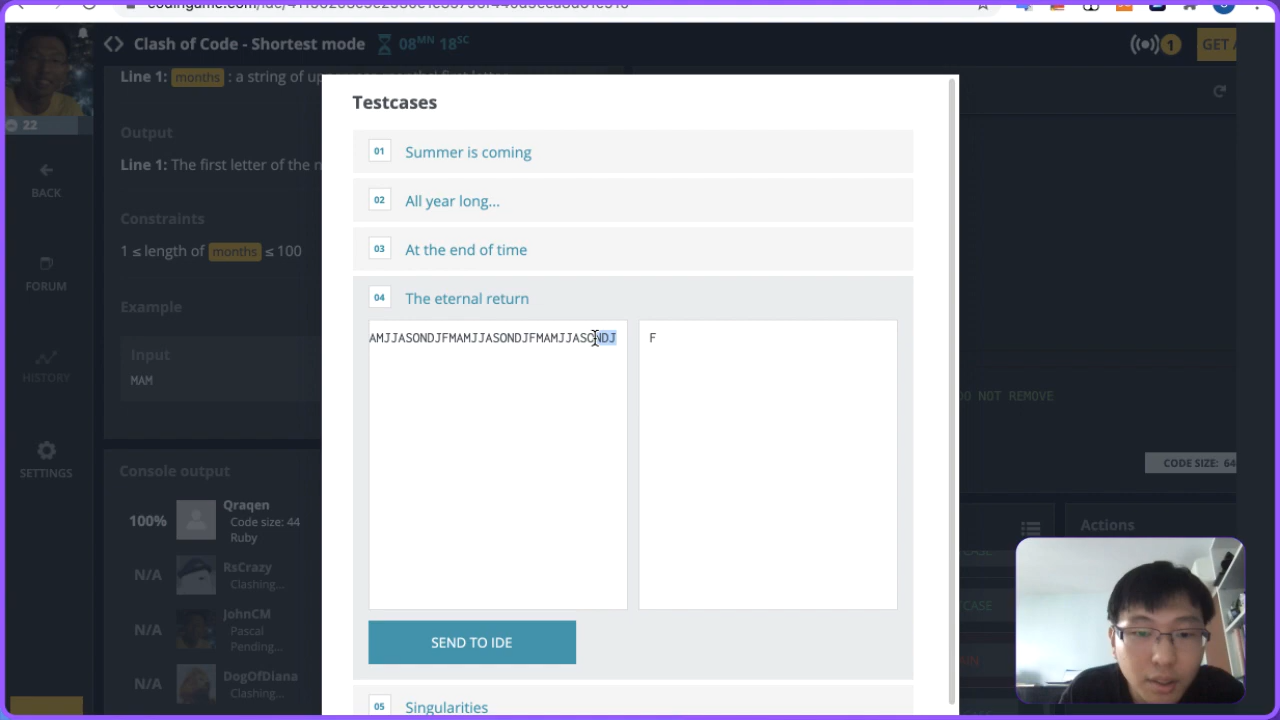 Clash of Code - Shortest mode
08MN 18SC
1
GET
22
BACK
FORUM
HISTORY
SETTINGS
Line 1: months : a string of
Output
Line 1: The first letter of the
Constraints
1 ≤ length of months ≤ 100
Example
Input
MAM
Console output
100%
Qraqen
Code size: 44
Ruby
N/A
RsCrazy
Clashing...
N/A
JohnCM
Pascal
Pending...
N/A
DogOfDiana
Clashing...
Testcases
01 Summer is coming
02 All year long...
03 At the end of time
04 The eternal return
AMJJASONDJFMAMJJASONDJFMAMJJASONDJ
F
SEND TO IDE
05 Singularities
DO NOT REMOVE
CODE SIZE: 64
Actions